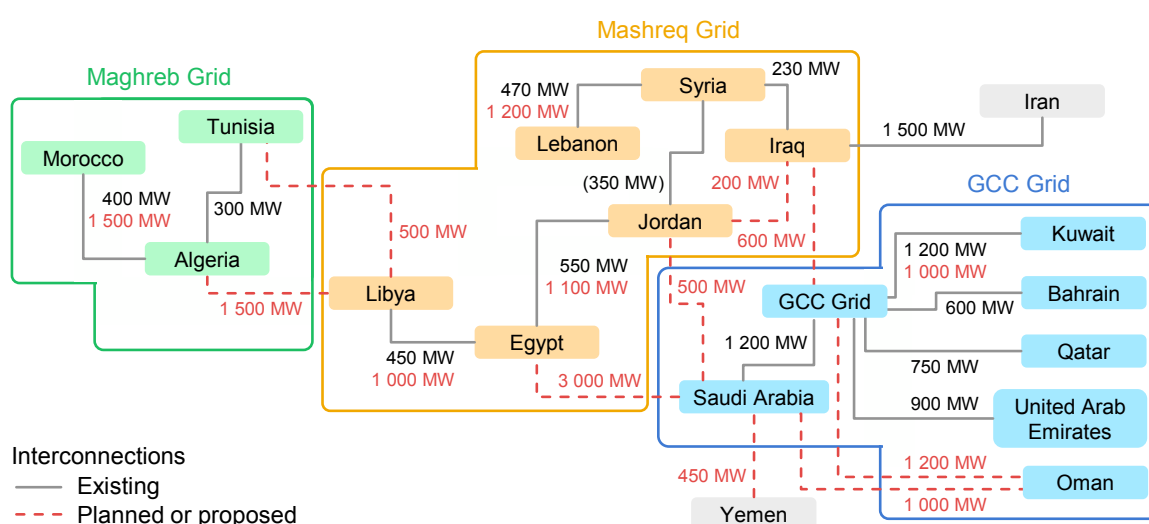 Mashreq Grid
Maghreb Grid
230 MW
470 MW
1 200 MW
Syria
Iran
Tunisia
Lebanon
Iraq
1 500 MW
Morocco
400 MW
1 500 MW
300 MW
(350 MW)
200 MW
GCC Grid
Jordan
600 MW
500 MW
Kuwait
1 200 MW
1 000 MW
Algeria
550 MW
1 100 MW
500 MW
Libya
1 500 MW
GCC Grid
Bahrain
600 MW
Egypt
450 MW
1 000 MW
1 200 MW
Qatar
750 MW
3 000 MW
Saudi Arabia
900 MW
United Arab
Emirates
Interconnections
Existing
Planned or proposed
450 MW
1 200 MW
Oman
1 000 MW
Yemen